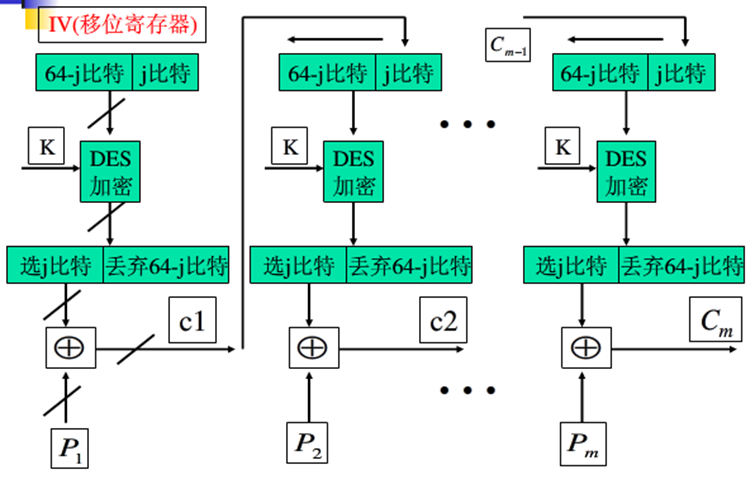 IV(移位寄存器)
64-j比特 j比特
64-j比特 j比特
C_{m-1}
64-j比特 j比特
K
DES
加密
K
DES
加密
K
DES
加密
选j比特 丢弃64-j比特
选j比特 丢弃64-j比特
选j比特 丢弃64-j比特
c1
c2
C_m
P_1
P_2
P_m